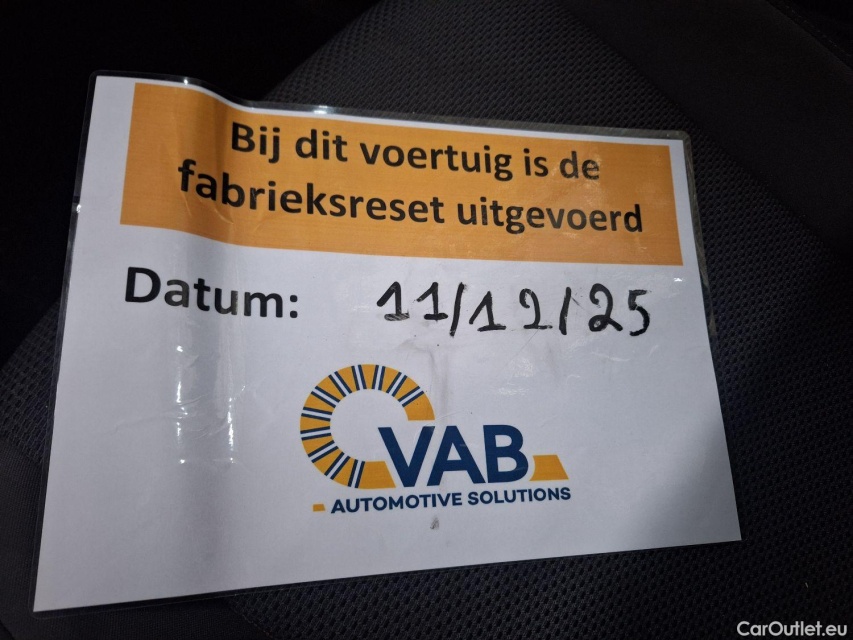 Bij dit voertuig is de
fabrieksreset uitgevoerd
Datum: 11/12/25
VAB
AUTOMOTIVE SOLUTIONS
CarOutlet.eu